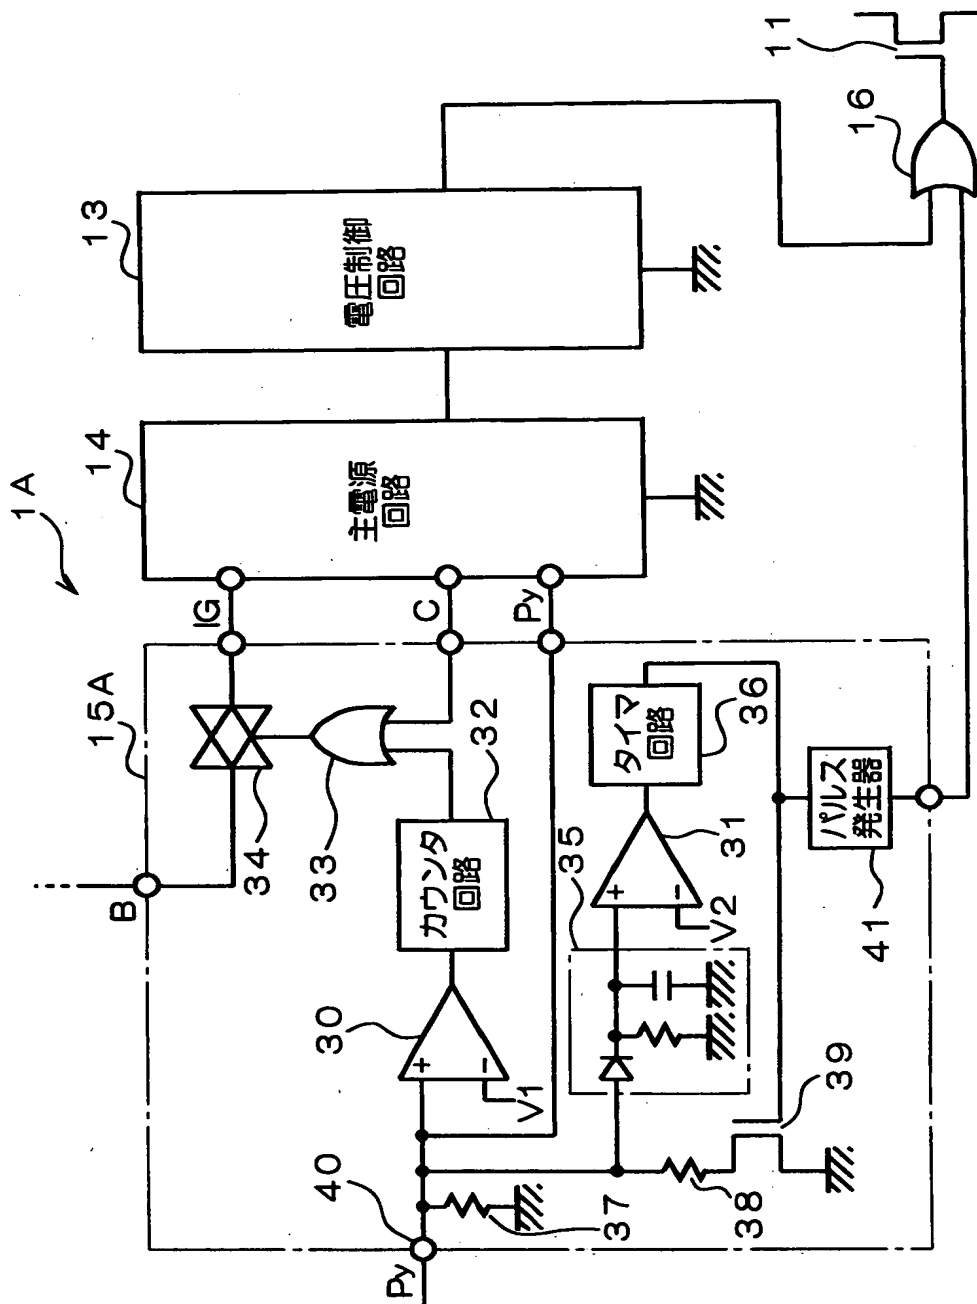 1A
15A
14
13
B
IG
C
Py
34
33
カウンタ
回路
32
主電源
回路
電圧制御
回路
30
+
−
V1
40
Py
37
35
+
−
V2
31
タイマ
回路
36
38
39
パルス
発生器
41
16
11